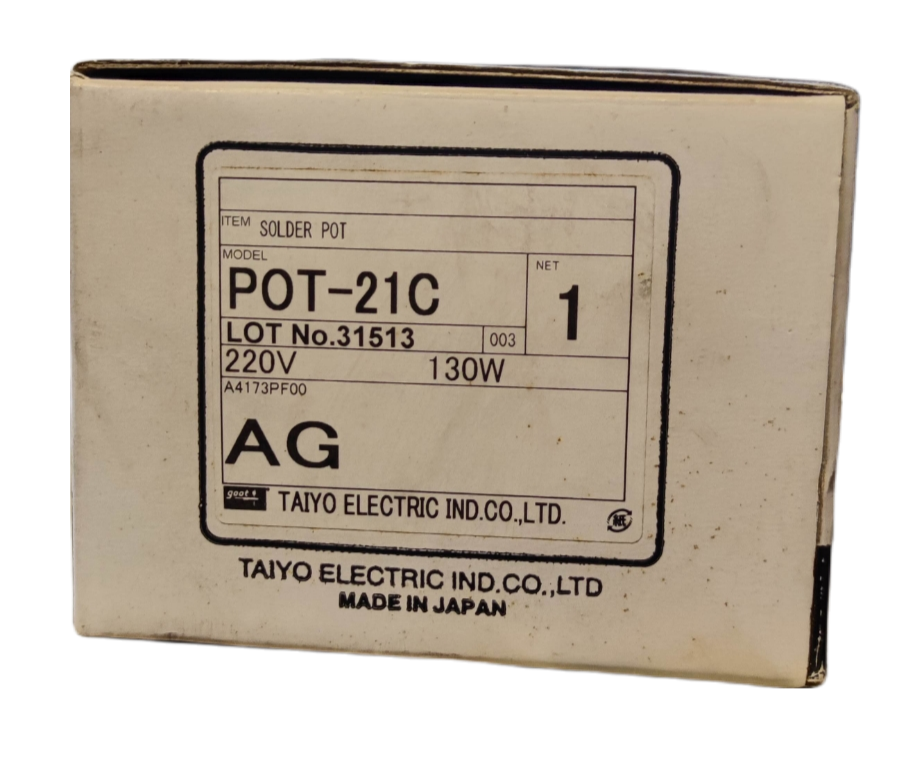 ITEM SOLDER POT
MODEL
NET
POT-21C
1
LOT No.31513 003
220V 130W
A4173PF00
AG
goot TAIYO ELECTRIC IND.CO.,LTD.
紙
TAIYO ELECTRIC IND.CO.,LTD
MADE IN JAPAN